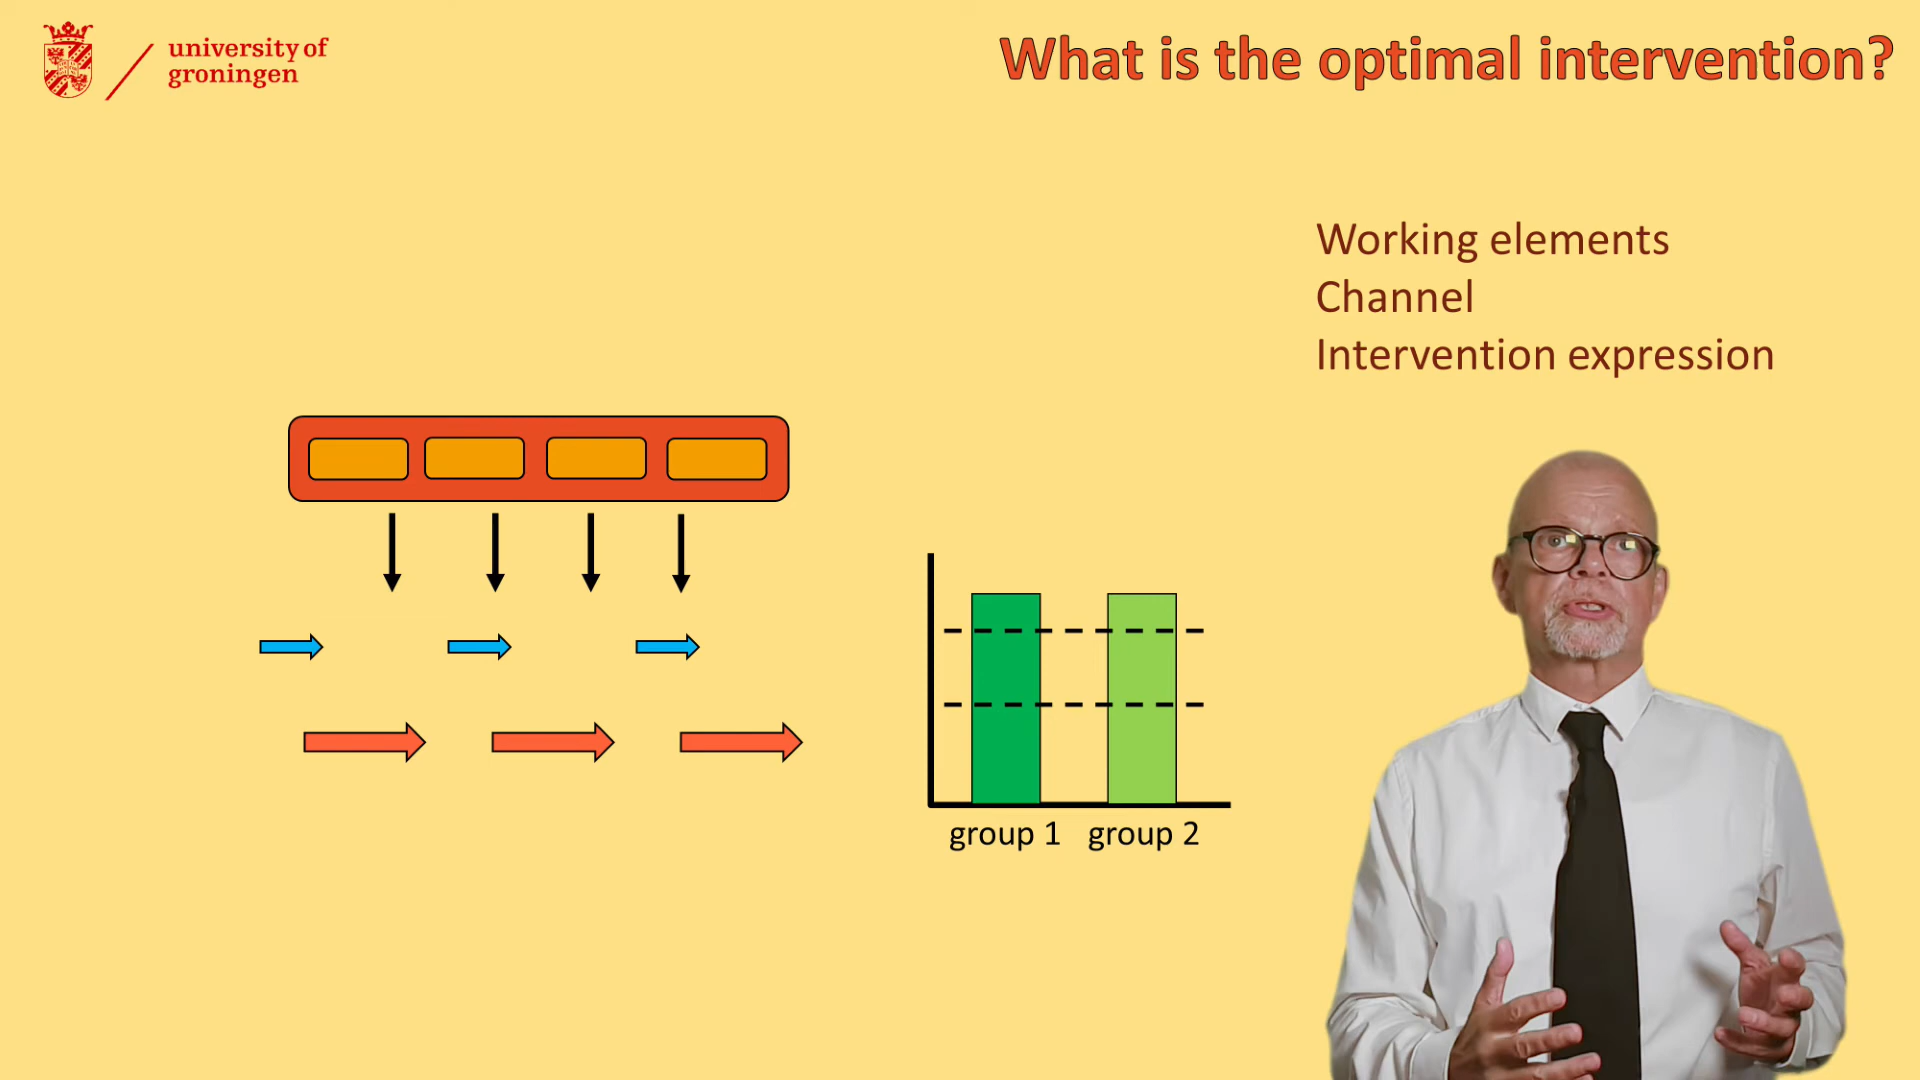 university of
groningen
What is the optimal intervention?
Working elements
Channel
Intervention expression
group 1
group 2